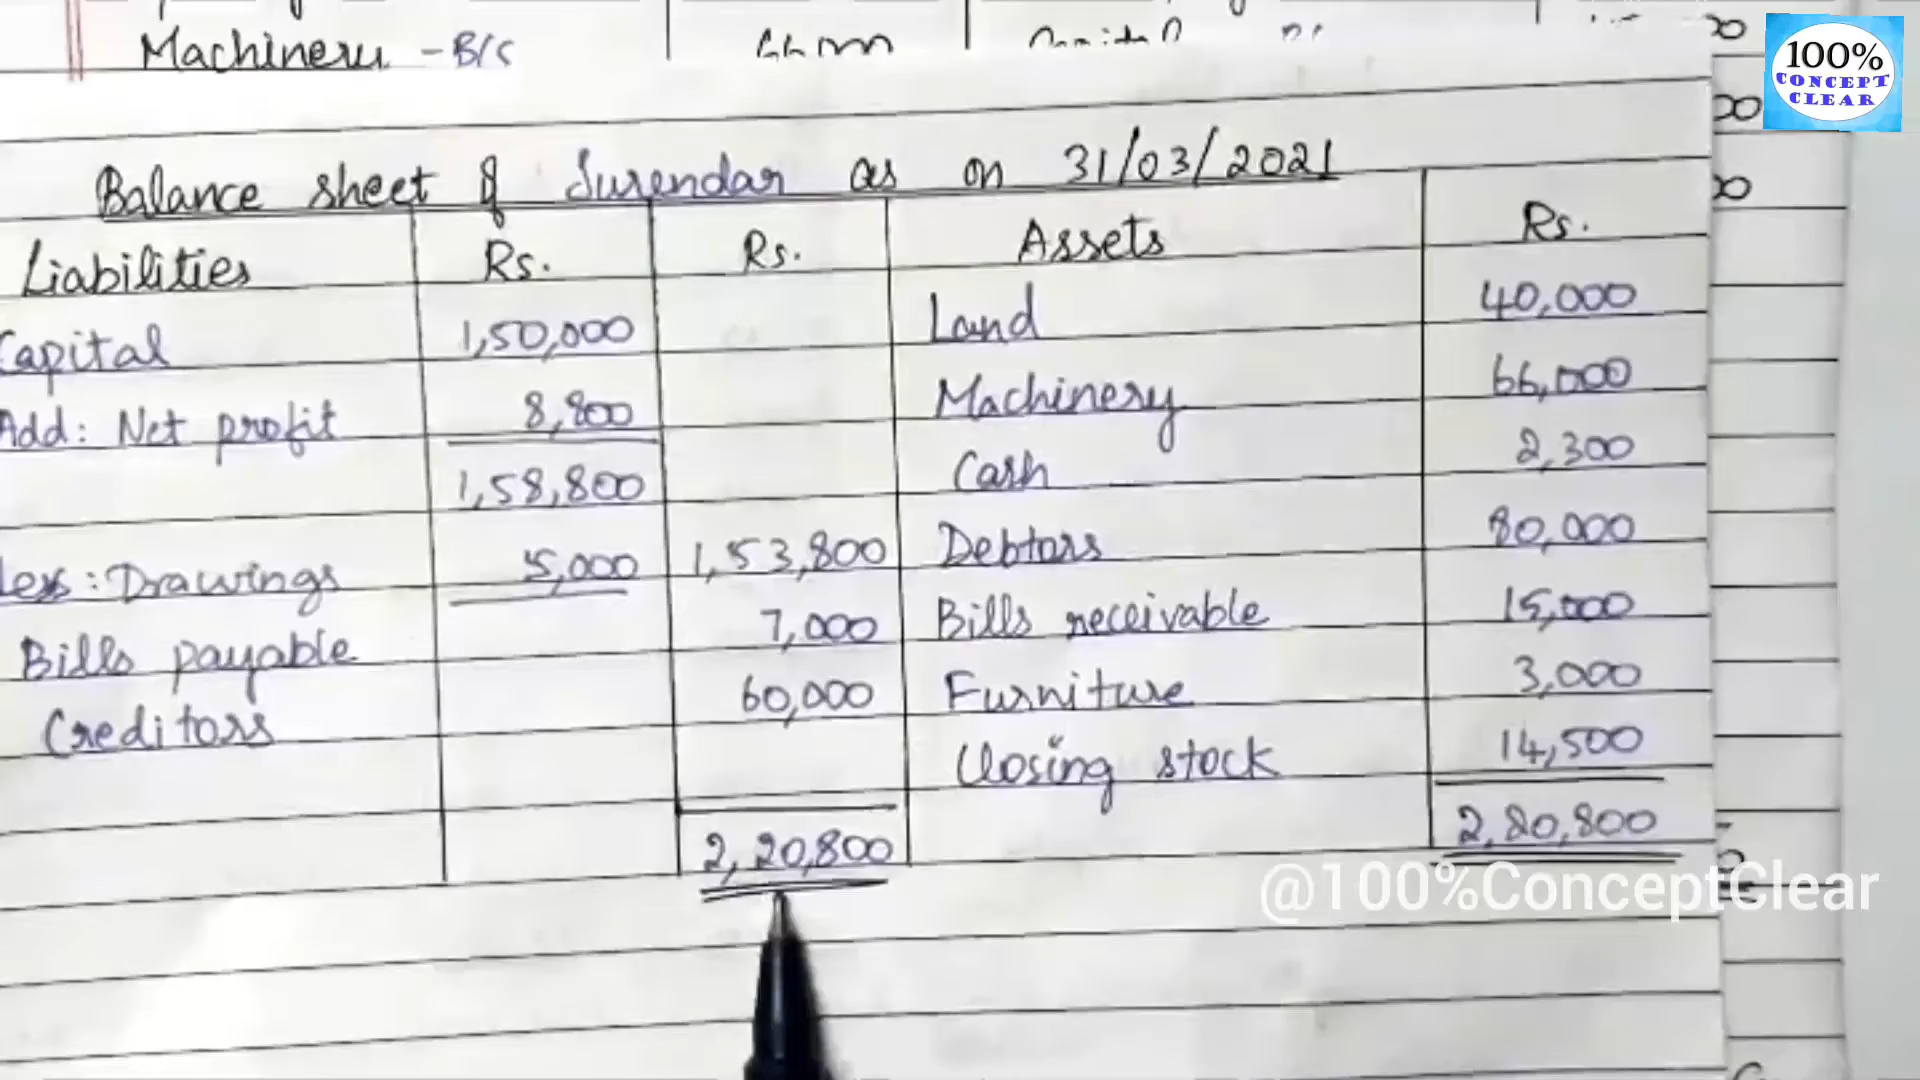 Machinery - B/S
100%
CONCEPT
CLEAR
Balance sheet of Surendar as on 31/03/2021
Liabilities Rs. Rs. Assets Rs.
Capital 1,50,000 Land 40,000
Add: Net profit 8,800 Machinery 66,000
1,58,800 Cash 2,300
Less: Drawings 5,000 1,53,800 Debtors 80,000
Bills payable 7,000 Bills receivable 15,000
Creditors 60,000 Furniture 3,000
Closing stock 14,500
2,20,800 2,20,800
@100%ConceptClear